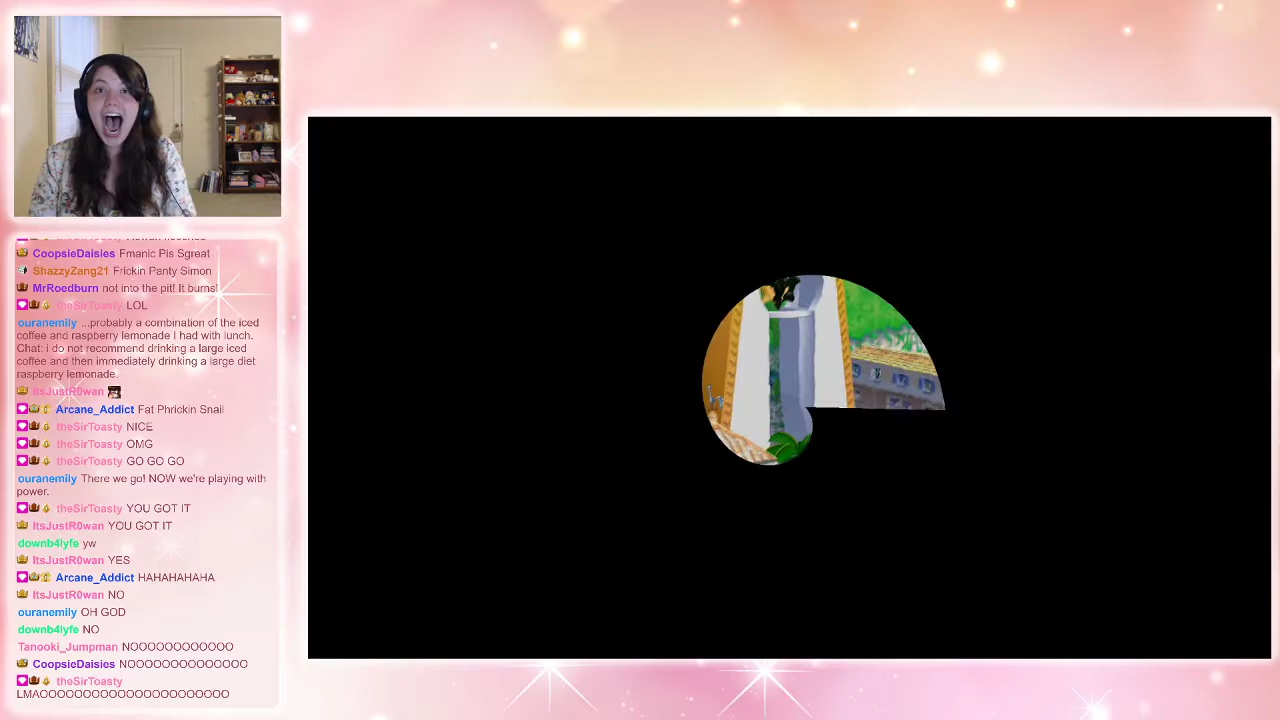 CoopsieDaisies Fmanic Pls Sgreat
ShazzyZang21 Frickin Panty Simon
MrRoedburn not into the pit! It burns!
theSirToasty LOL
ouranemily ...probably a combination of the iced
coffee and raspberry lemonade I had with lunch.
Chat: I do not recommend drinking a large iced
coffee and then immediately drinking a large diet
raspberry lemonade.
ItsJustR0wan
Arcane_Addict Fat Phrickin Snail
theSirToasty NICE
theSirToasty OMG
theSirToasty GO GO GO
ouranemily There we go! NOW we're playing with
power.
theSirToasty YOU GOT IT
ItsJustR0wan YOU GOT IT
downb4lyfe yw
ItsJustR0wan YES
Arcane_Addict HAHAHAHAHA
ItsJustR0wan NO
ouranemily OH GOD
downb4lyfe NO
Tanooki_Jumpman NOOOOOOOOOOOO
CoopsieDaisies NOOOOOOOOOOOOOO
theSirToasty
LMAOOOOOOOOOOOOOOOOOOOOOO